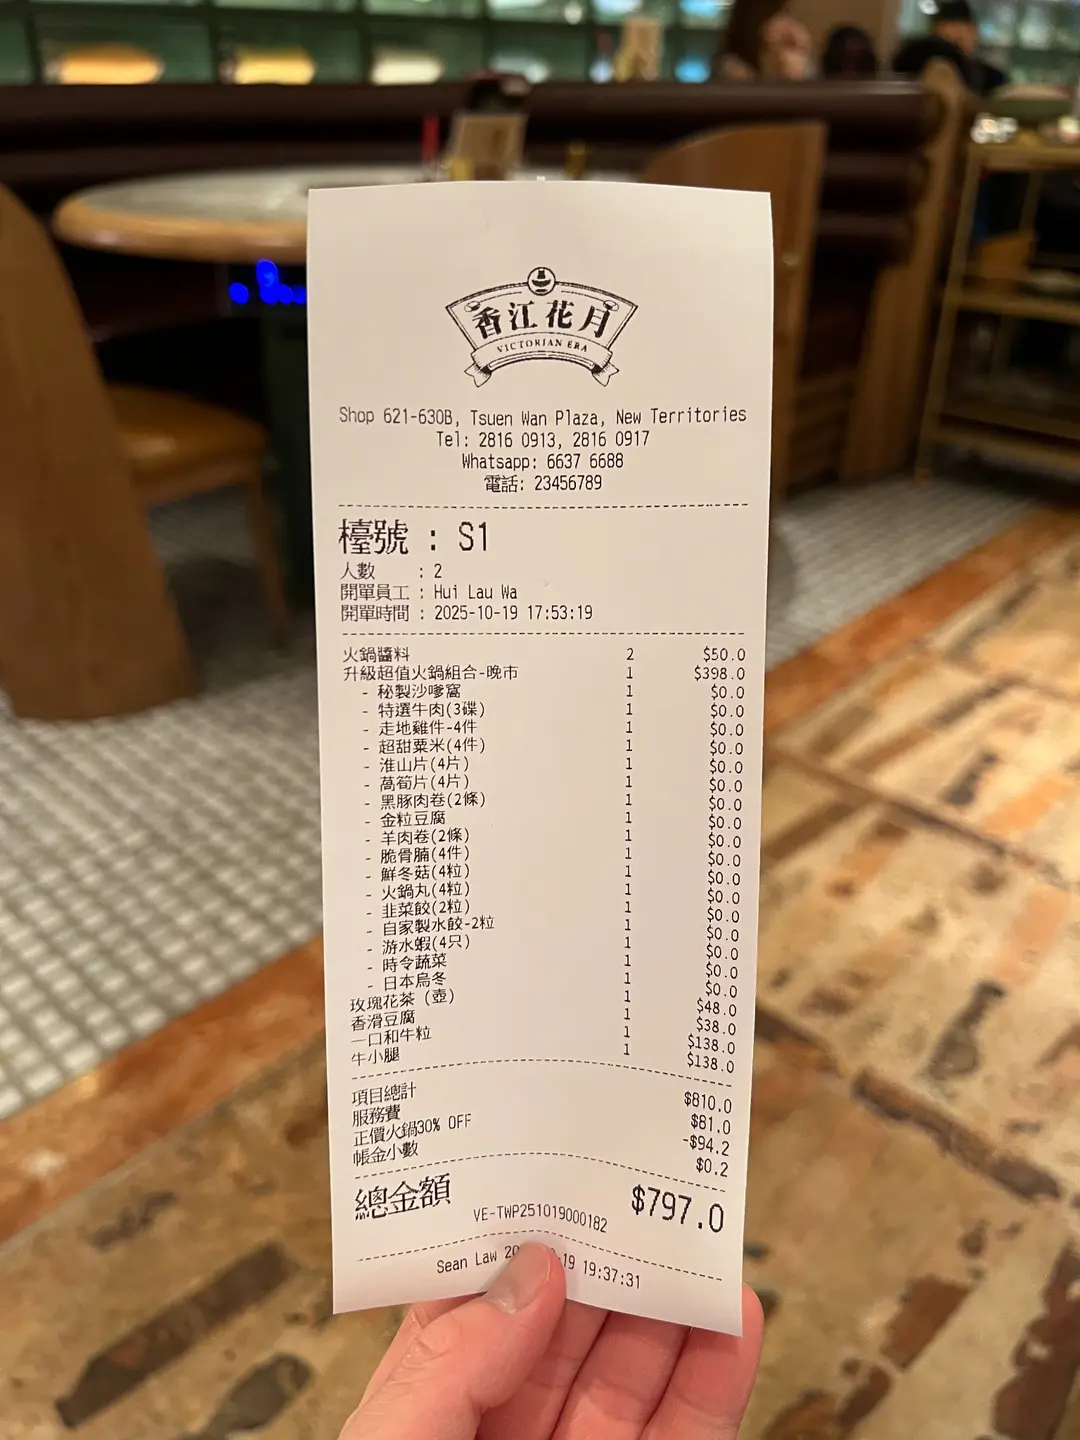 香江花月
VICTORIAN ERA
Shop 621-630B, Tsuen Wan Plaza, New Territories
Tel: 2816 0913, 2816 0917
Whatsapp: 6637 6688
電話: 23456789
檯號 : S1
人數 : 2
開單員工 : Hui Lau Wa
開單時間 : 2025-10-19 17:53:19
火鍋醬料 2 $50.0
升級超值火鍋組合-晚市 1 $398.0
- 秘製沙嗲窩 1 $0.0
- 特選牛肉(3碟) 1 $0.0
- 走地雞件-4件 1 $0.0
- 超甜粟米(4件) 1 $0.0
- 淮山片(4片) 1 $0.0
- 萵筍片(4片) 1 $0.0
- 黑豚肉卷(2條) 1 $0.0
- 金粒豆腐 1 $0.0
- 羊肉卷(2條) 1 $0.0
- 脆骨腩(4件) 1 $0.0
- 鮮冬菇(4粒) 1 $0.0
- 火鍋丸(4粒) 1 $0.0
- 韭菜餃(2粒) 1 $0.0
- 自家製水餃-2粒 1 $0.0
- 游水蝦(4只) 1 $0.0
- 時令蔬菜 1 $0.0
- 日本烏冬 1 $0.0
玫瑰花茶 (壺) 1 $48.0
香滑豆腐 1 $38.0
一口和牛粒 1 $138.0
牛小腿 1 $138.0
項目總計 $810.0
服務費 $81.0
正價火鍋30% OFF -$94.2
帳金小數 $0.2
總金額 $797.0
VE-TWP251019000182
Sean Law 20 -19 19:37:31